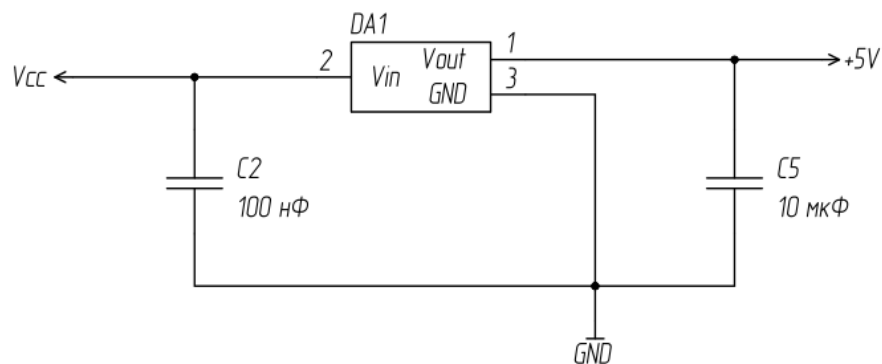 DA1
Vcc
2
Vin
Vout
GND
1
3
+5V
C2
100 нФ
C5
10 мкФ
GND